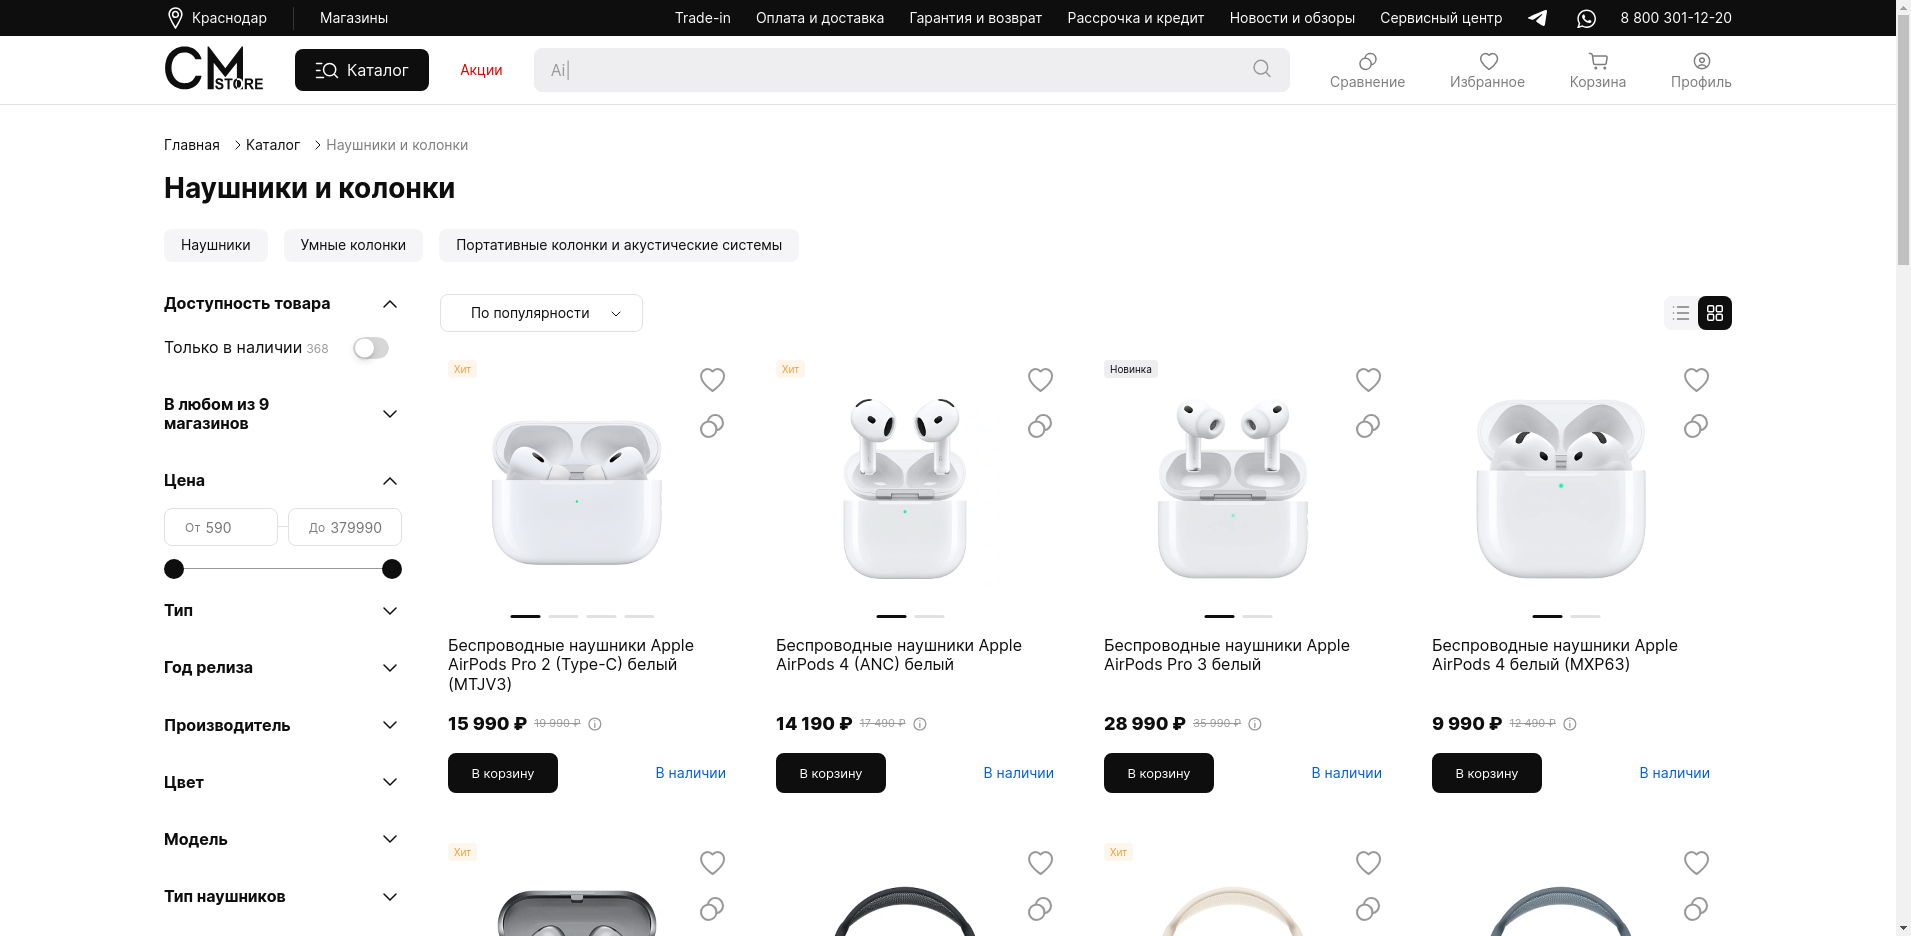 Краснодар
Магазины
Trade-in
Оплата и доставка
Гарантия и возврат
Рассрочка и кредит
Новости и обзоры
Сервисный центр
8 800 301-12-20
CM STORE
Каталог
Акции
Ai|
Сравнение
Избранное
Корзина
Профиль
Главная
Каталог
Наушники и колонки
Наушники и колонки
Наушники
Умные колонки
Портативные колонки и акустические системы
Доступность товара
Только в наличии 368
В любом из 9
магазинов
Цена
От 590
До 379990
Тип
Год релиза
Производитель
Цвет
Модель
Тип наушников
По популярности
Хит
Хит
Новинка
Беспроводные наушники Apple
AirPods Pro 2 (Type-C) белый
(MTJV3)
15 990 ₽ 19 990 ₽
В корзину
В наличии
Беспроводные наушники Apple
AirPods 4 (ANC) белый
14 190 ₽ 17 490 ₽
В корзину
В наличии
Беспроводные наушники Apple
AirPods Pro 3 белый
28 990 ₽ 35 990 ₽
В корзину
В наличии
Беспроводные наушники Apple
AirPods 4 белый (MXP63)
9 990 ₽ 12 490 ₽
В корзину
В наличии
Хит
Хит